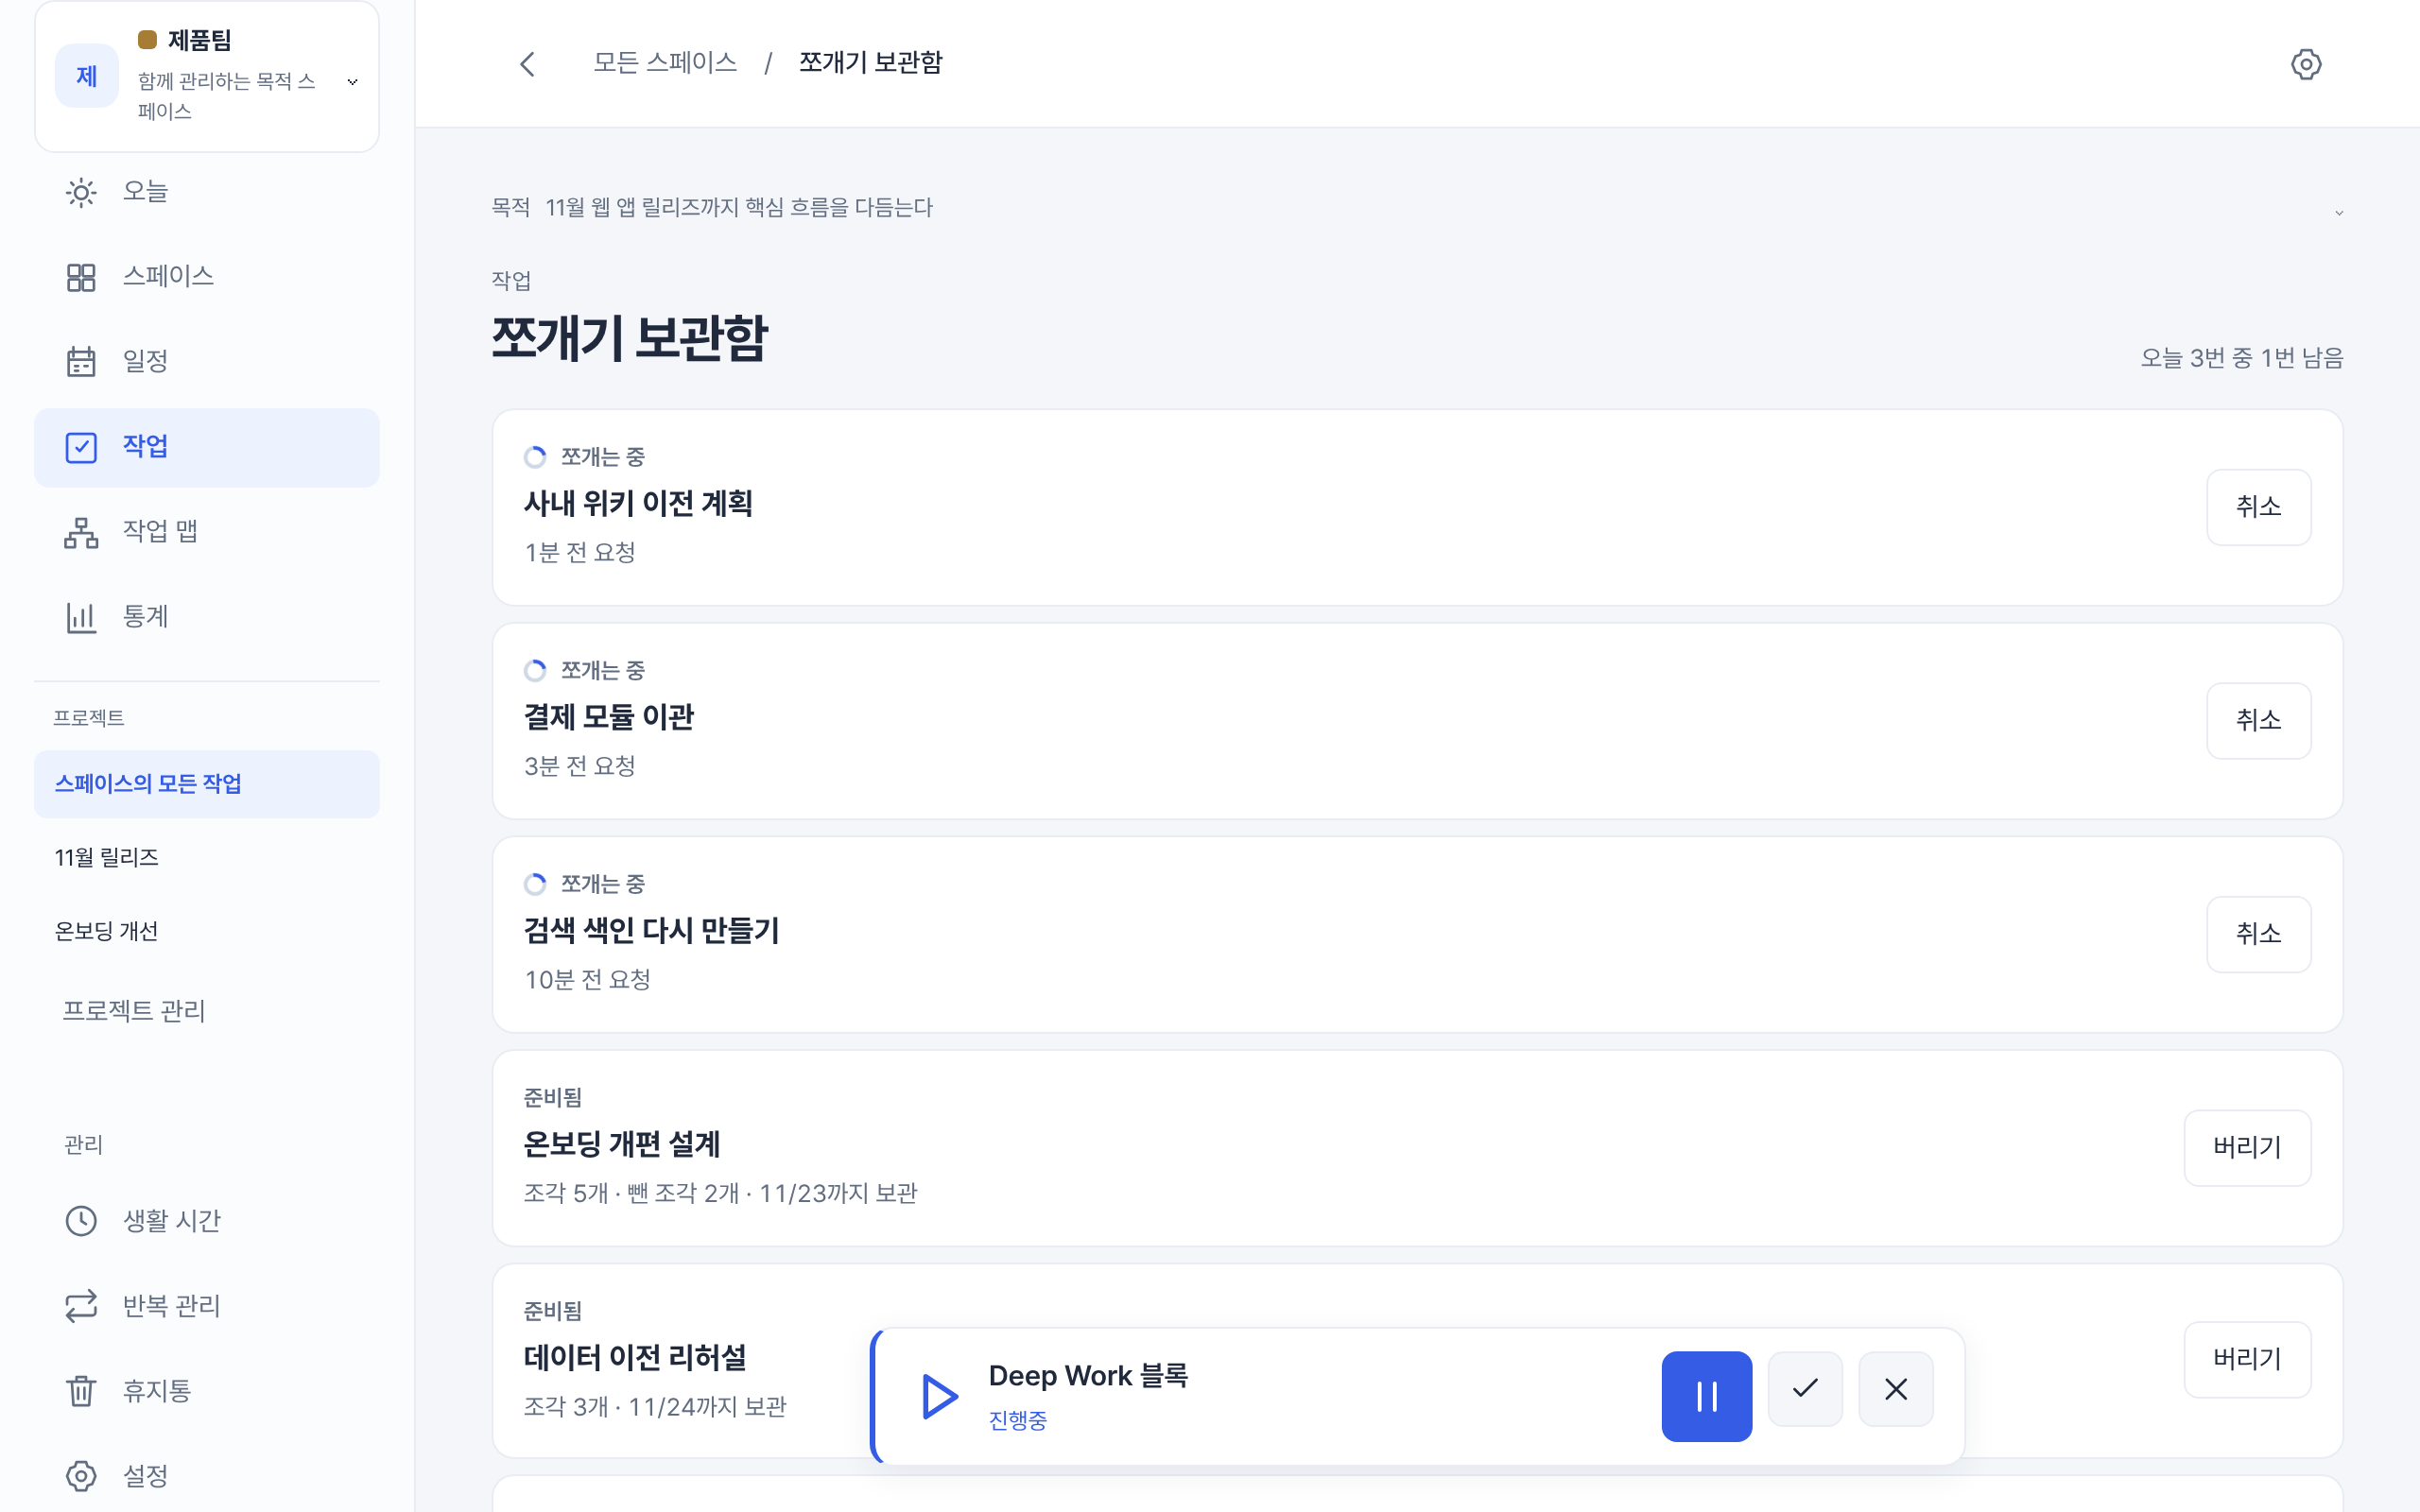 제
제품팀
함께 관리하는 목적 스
페이스
오늘
스페이스
일정
작업
작업 맵
통계
프로젝트
스페이스의 모든 작업
11월 릴리즈
온보딩 개선
프로젝트 관리
관리
생활 시간
반복 관리
휴지통
설정
모든 스페이스 / 쪼개기 보관함
목적 11월 웹 앱 릴리즈까지 핵심 흐름을 다듬는다
작업
쪼개기 보관함
오늘 3번 중 1번 남음
쪼개는 중
사내 위키 이전 계획
1분 전 요청
취소
쪼개는 중
결제 모듈 이관
3분 전 요청
취소
쪼개는 중
검색 색인 다시 만들기
10분 전 요청
취소
준비됨
온보딩 개편 설계
조각 5개 · 뺀 조각 2개 · 11/23까지 보관
버리기
준비됨
데이터 이전 리허설
조각 3개 · 11/24까지 보관
버리기
Deep Work 블록
진행중